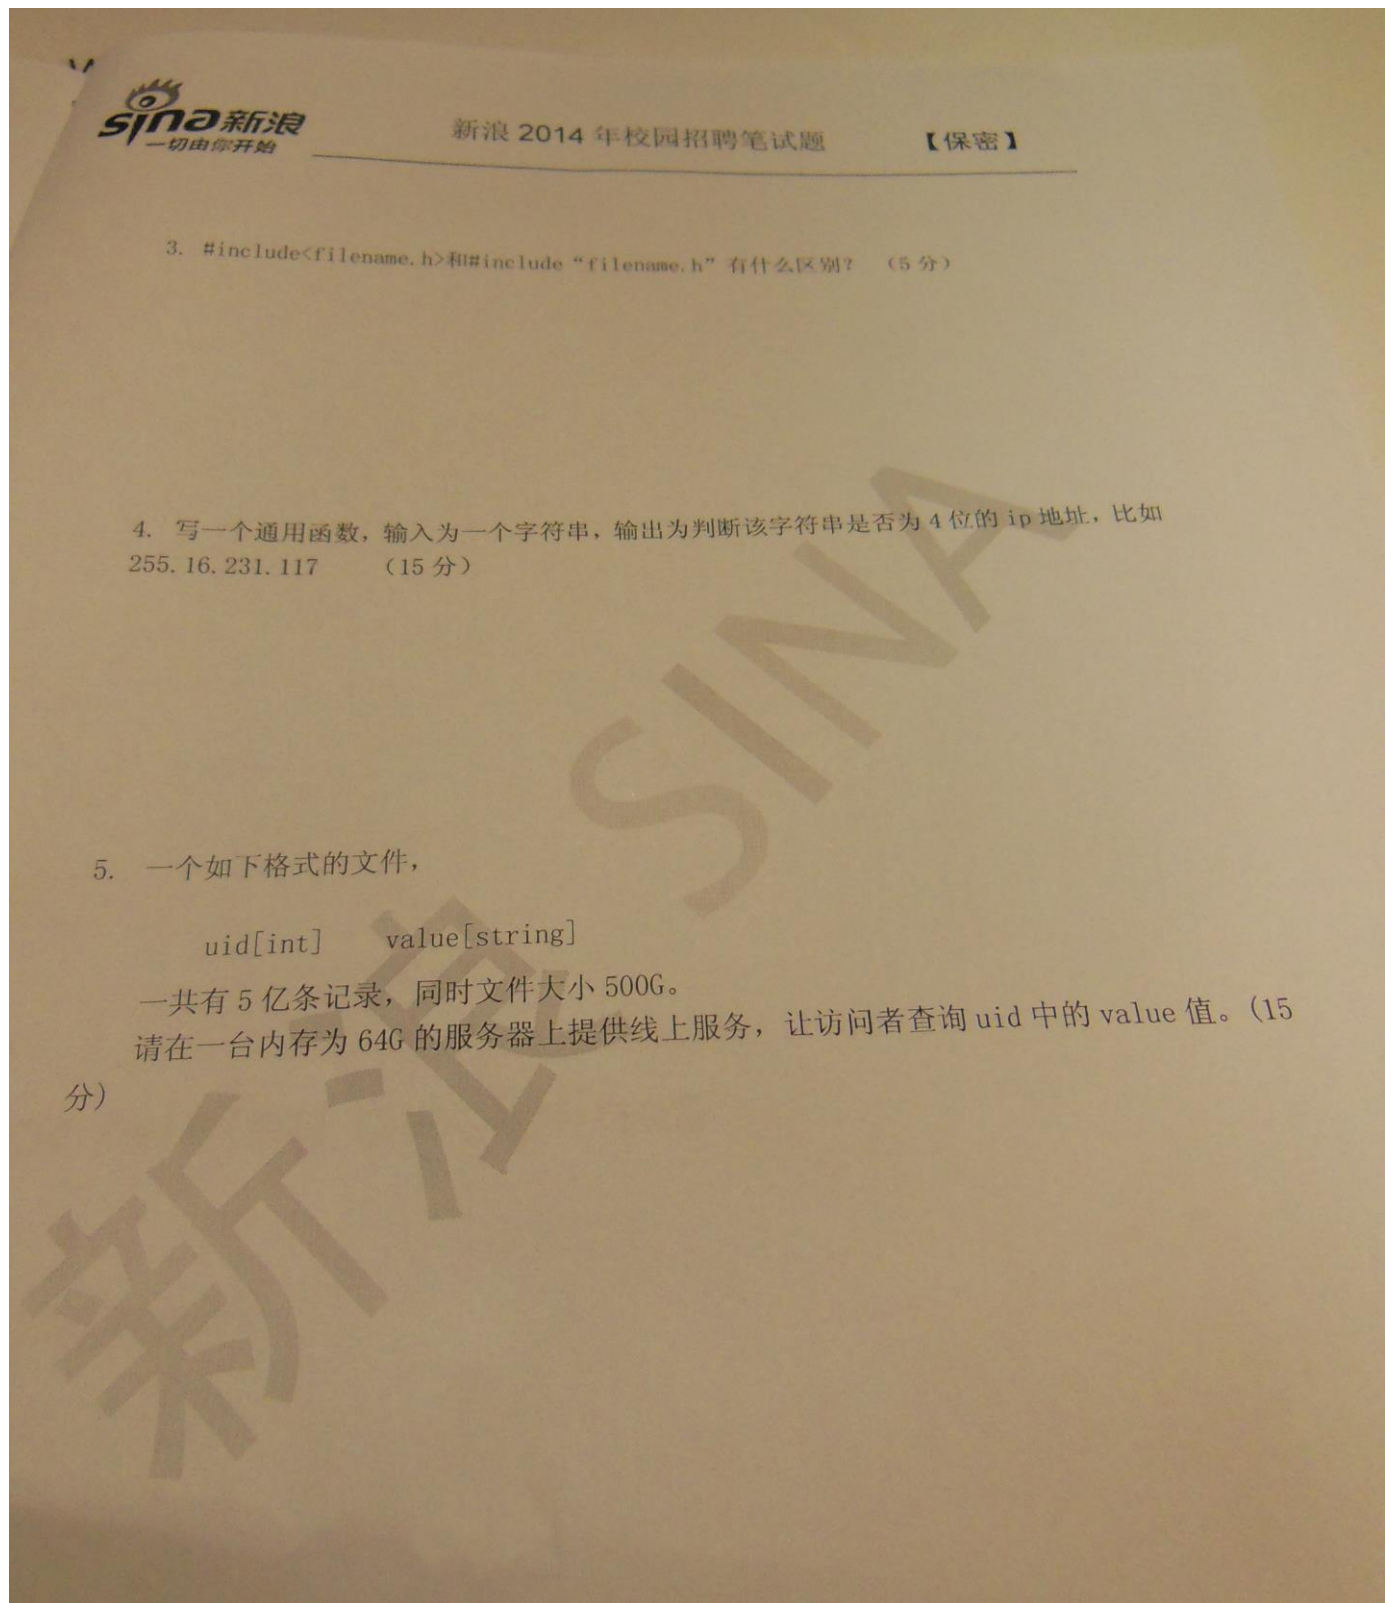 sina新浪
一切由你开始
新浪 2014 年校园招聘笔试题 【保密】
3. #include<filename.h>和#include“filename.h”有什么区别? (5 分)
4. 写一个通用函数，输入为一个字符串，输出为判断该字符串是否为 4 位的 ip 地址，比如
255.16.231.117 (15 分)
5. 一个如下格式的文件，
uid[int] value[string]
一共有 5 亿条记录，同时文件大小 500G。
请在一台内存为 64G 的服务器上提供线上服务，让访问者查询 uid 中的 value 值。(15
分)
新浪 SINA